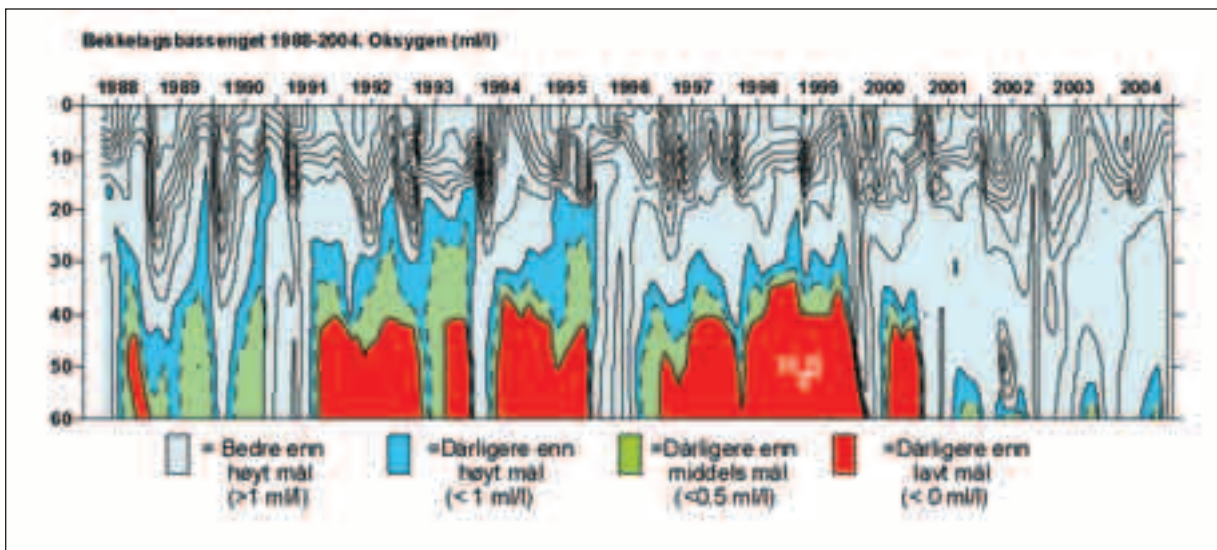 Bekkelagsbassenget 1988-2004. Oksygen (ml/l)
1988 1989 1990 1991 1992 1993 1994 1995 1996 1997 1998 1999 2000 2001 2002 2003 2004
0
10
20
30
40
50
60
H2S
= Bedre enn høyt mål (>1 ml/l)
=Dårligere enn høyt mål (< 1 ml/l)
=Dårligere enn middels mål (<0,5 ml/l)
=Dårligere enn lavt mål (< 0 ml/l)